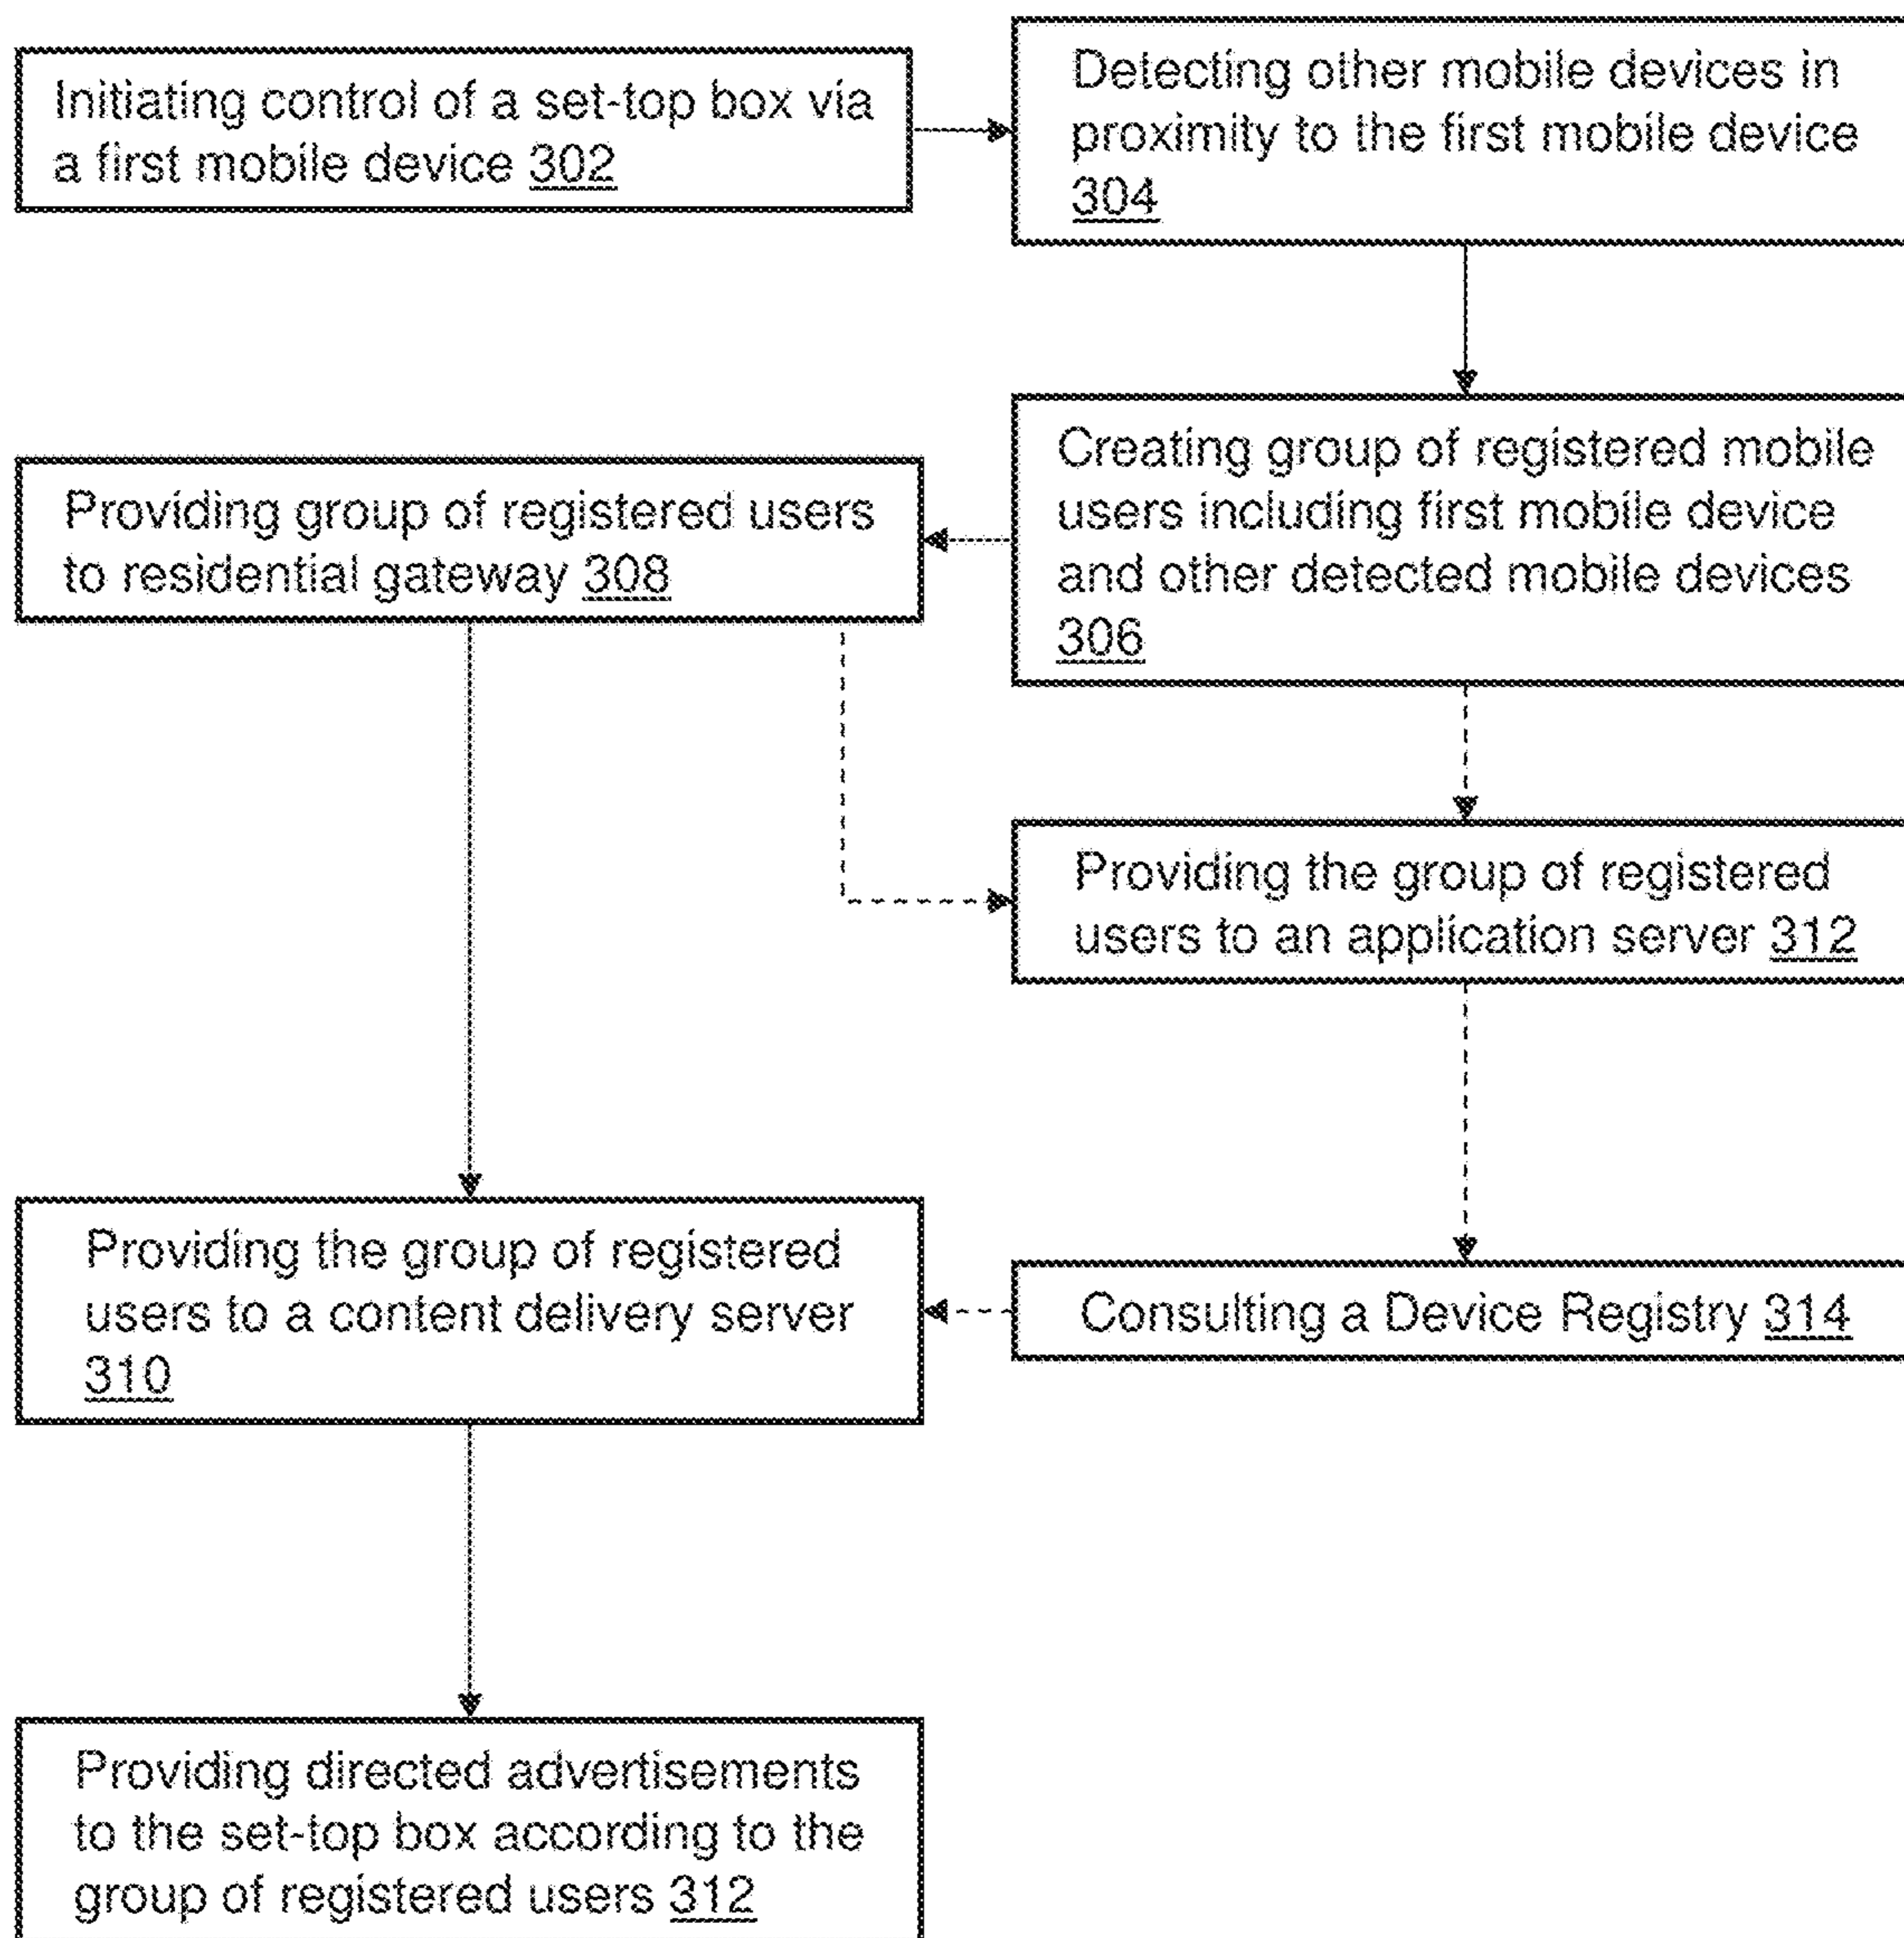 Initiating control of a set-top box via
a first mobile device 302
Detecting other mobile devices in
proximity to the first mobile device
304
Creating group of registered mobile
users including first mobile device
and other detected mobile devices
306
Providing group of registered users
to residential gateway 308
Providing the group of registered
users to an application server 312
Providing the group of registered
users to a content delivery server
310
Consulting a Device Registry 314
Providing directed advertisements
to the set-top box according to the
group of registered users 312